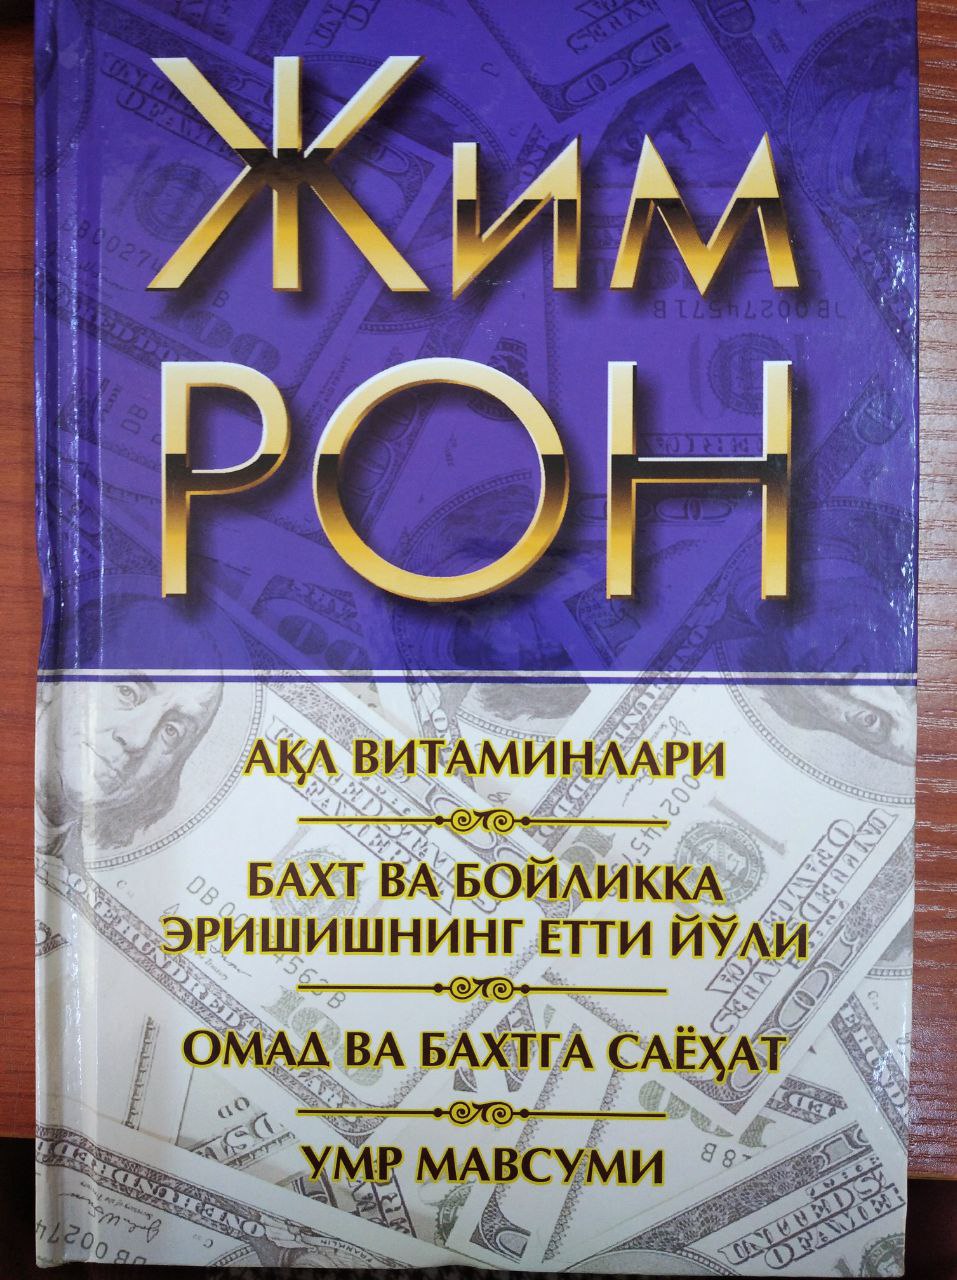 ЖИМ
РОН
АҚЛ ВИТАМИНЛАРИ
БАХТ ВА БОЙЛИККА
ЭРИШИШНИНГ ЕТТИ ЙЎЛИ
ОМАД ВА БАХТГА САЁҲАТ
УМР МАВСУМИ